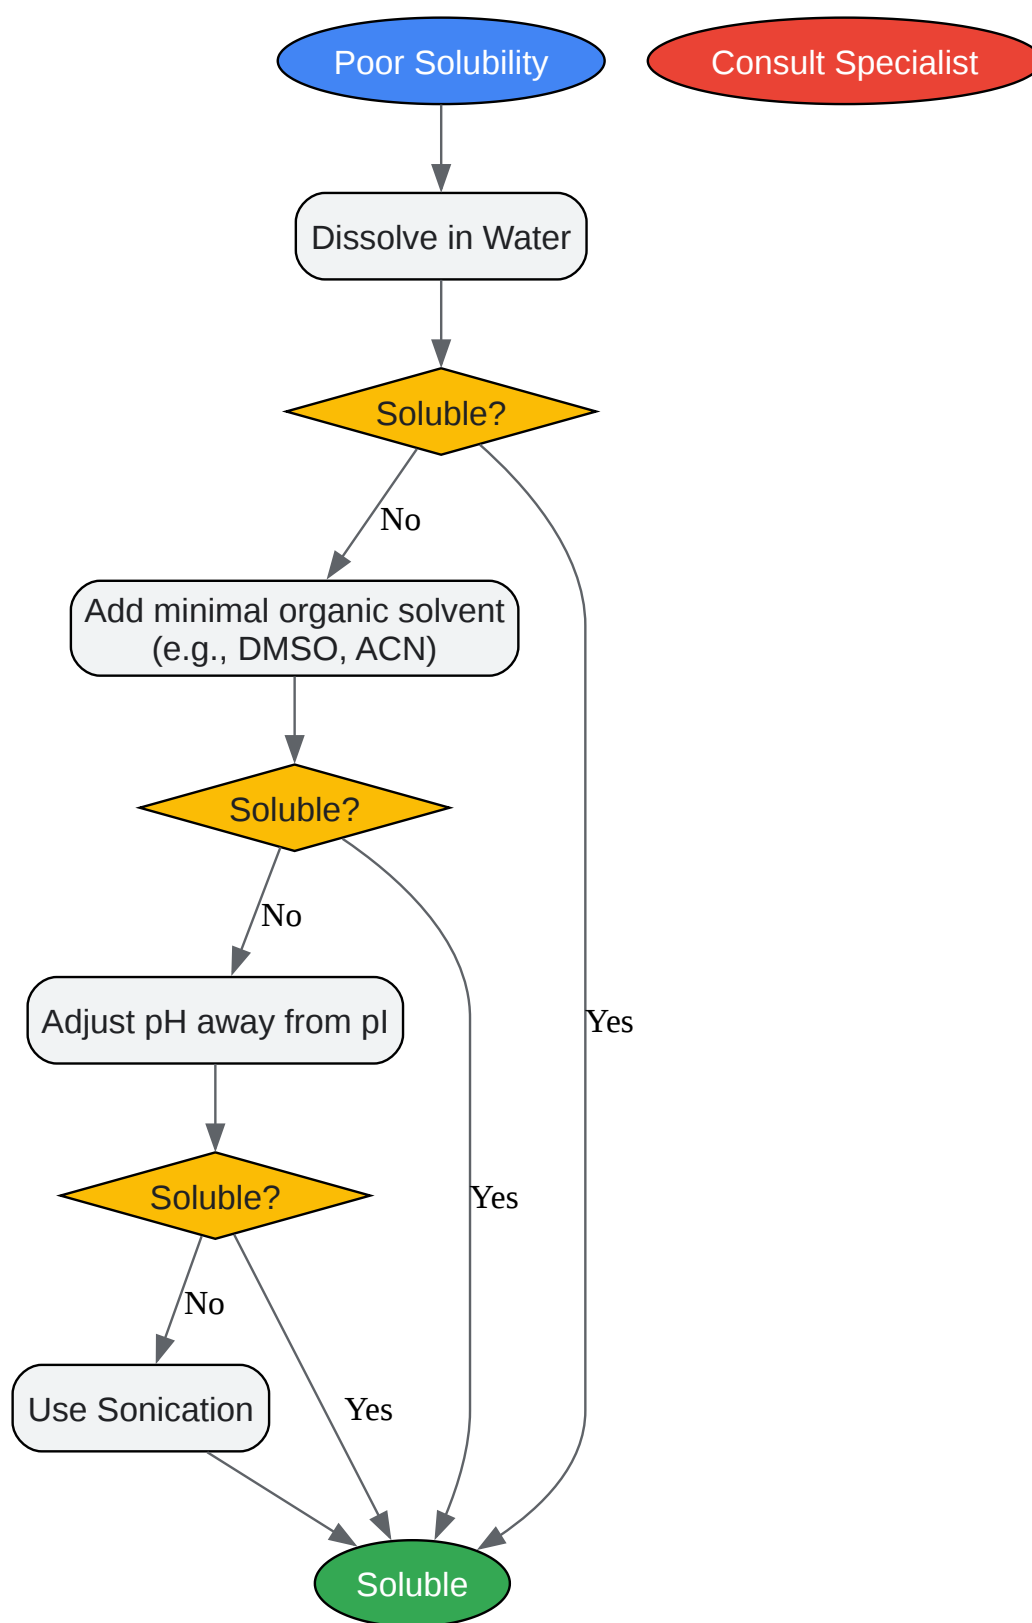 Poor Solubility
Consult Specialist
Dissolve in Water
Soluble?
No
Add minimal organic solvent
(e.g., DMSO, ACN)
Soluble?
No
Adjust pH away from pI
Yes
Soluble?
Yes
No
Use Sonication
Yes
Soluble